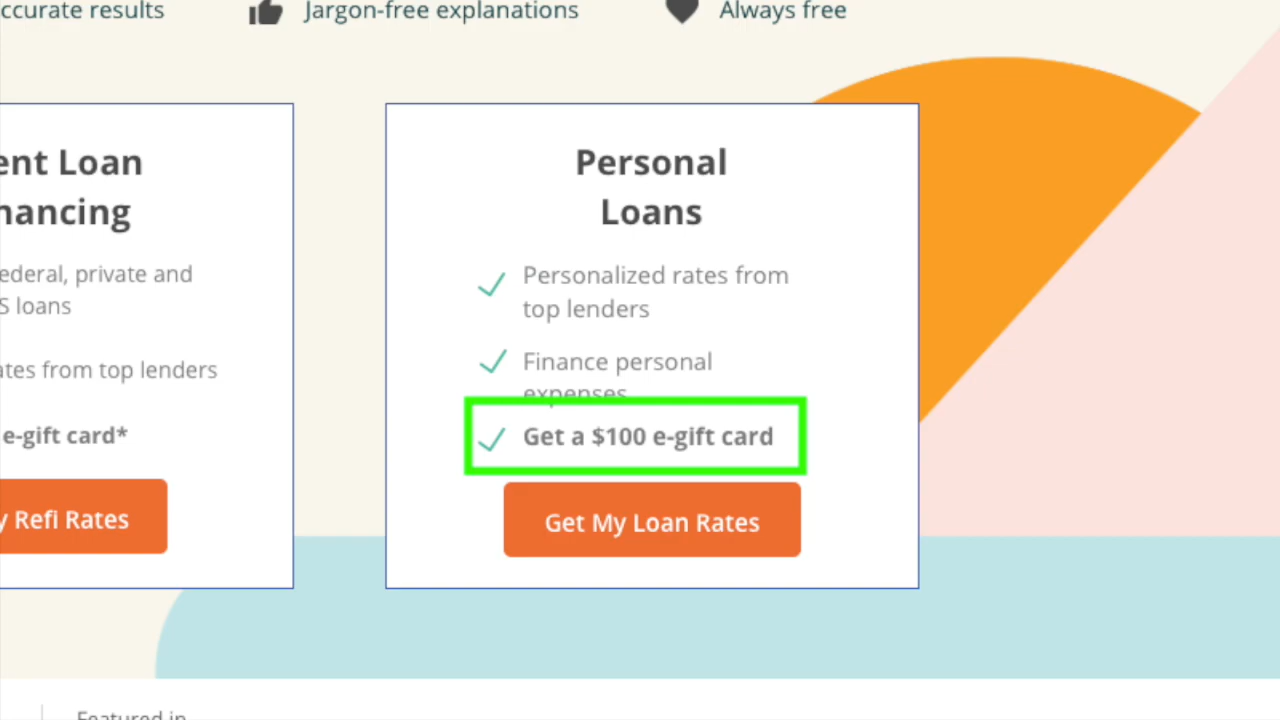 ccurate results
Jargon-free explanations
Always free
ent Loan
nancing
ederal, private and
S loans
ates from top lenders
e-gift card*
y Refi Rates
Personal
Loans
Personalized rates from
top lenders
Finance personal
expenses
Get a $100 e-gift card
Get My Loan Rates
Featured in